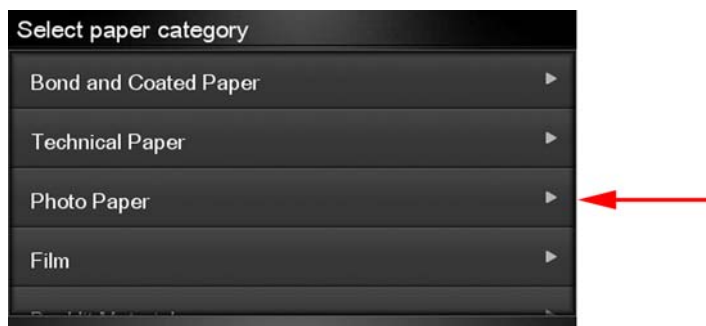 Select paper category
Bond and Coated Paper
Technical Paper
Photo Paper
Film